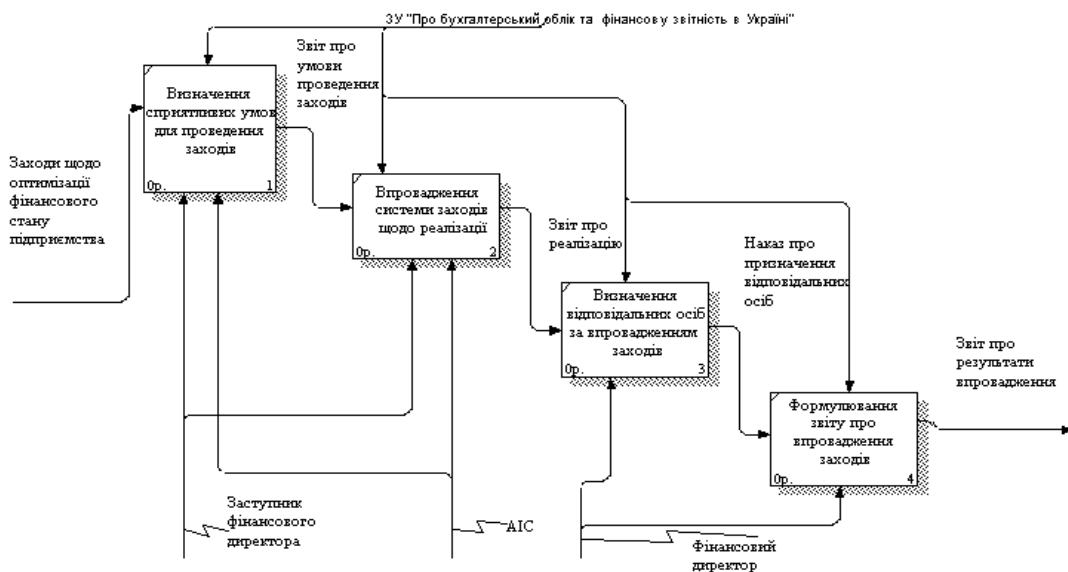 ЗУ "Про бухгалтерський облік та фінансову звітність в Україні"
Звіт про
умови
проведення
заходів
Визначення
сприятливих умов
для проведення
заходів
0р. 1
Заходи щодо
оптимізації
фінансового
стану
підприємства
Впровадження
системи заходів
щодо реалізації
0р. 2
Звіт про
реалізацію
Наказ про
призначення
відповідальних
осіб
Визначення
відповідальних осіб
за впровадженням
заходів
0р. 3
Звіт про
результати
впровадження
Формулювання
звіту про
впровадження
заходів
0р. 4
Заступник
фінансового
директора
АІС
Фінансовий
директор